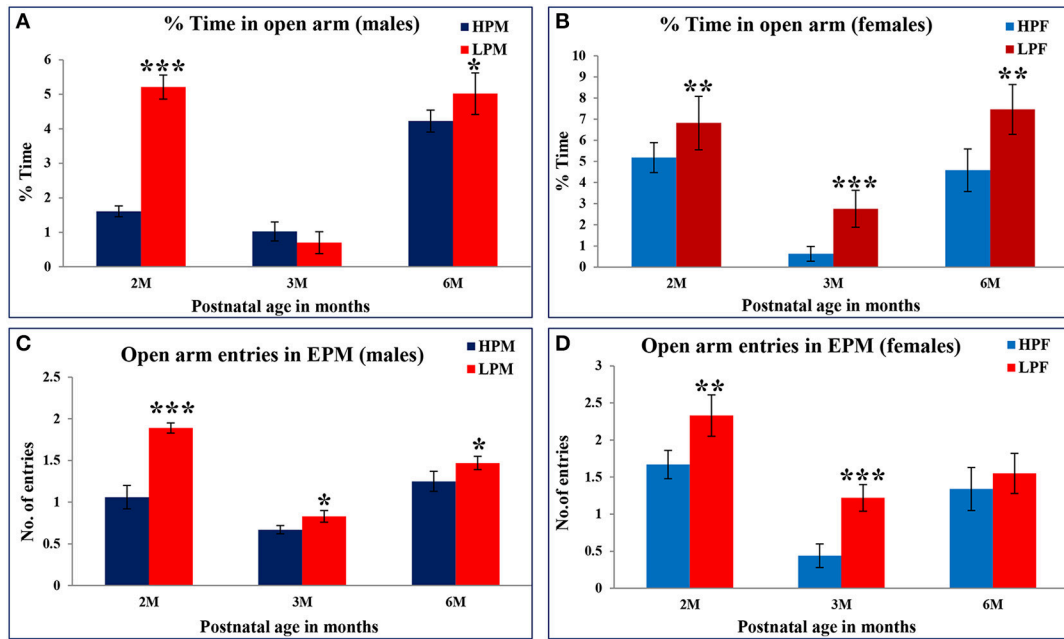 A
% Time in open arm (males)
HPM
LPM
% Time
6
5
4
3
2
1
0
***
*
2M
3M
6M
Postnatal age in months
B
% Time in open arm (females)
HPF
LPF
% Time
10
9
8
7
6
5
4
3
2
1
0
**
***
**
2M
3M
6M
Postnatal age in months
C
Open arm entries in EPM (males)
HPM
LPM
No. of entries
2.5
2
1.5
1
0.5
0
***
*
*
2M
3M
6M
Postnatal age in months
D
Open arm entries in EPM (females)
HPF
LPF
No.of entries
3
2.5
2
1.5
1
0.5
0
**
***
2M
3M
6M
Postnatal age in months